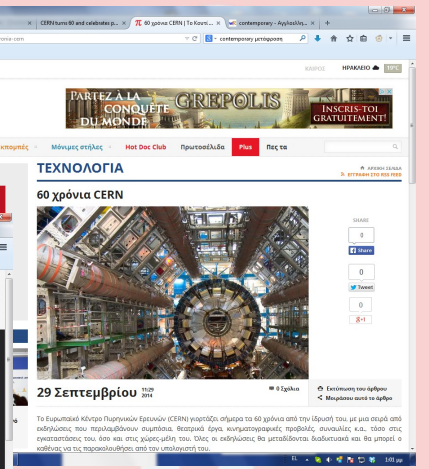 CERN turns 60 and celebrates p...
60 χρόνια CERN | Το Κουτί...
contemporary - Αγγλοελλην...
onia-cern
contemporary μετάφραση
ΚΑΙΡΟΣ ΗΡΑΚΛΕΙΟ 19°C
PARTEZ À LA
CONQUÊTE
DU MONDE
GREPOLIS
INSCRIS-TOI
GRATUITEMENT!
κπομπές Μόνιμες στήλες Hot Doc Club Πρωτοσέλιδα Plus Πες τα
ΤΕΧΝΟΛΟΓΙΑ
ΑΡΧΙΚΗ ΣΕΛΙΔΑ
ΕΓΓΡΑΦΗ ΣΤΟ RSS FEED
60 χρόνια CERN
SHARE
0
Share
0
Tweet
0
g+1
29 Σεπτεμβρίου 11:29
2014
0 Σχόλια
Εκτύπωση του άρθρου
Μοιράσου αυτό το άρθρο
Το Ευρωπαϊκό Κέντρο Πυρηνικών Ερευνών (CERN) γιορτάζει σήμερα τα 60 χρόνια από την ίδρυσή του, με μια σειρά από
εκδηλώσεις που περιλαμβάνουν συμπόσια, θεατρικά έργα, κινηματογραφικές προβολές, συναυλίες κ.α., τόσο στις
εγκαταστάσεις του, όσο και στις χώρες-μέλη του. Όλες οι εκδηλώσεις θα μεταδίδονται διαδικτυακά και θα μπορεί ο
καθένας να τις παρακολουθήσει από τον υπολογιστή του.
EL
1:01 μμ